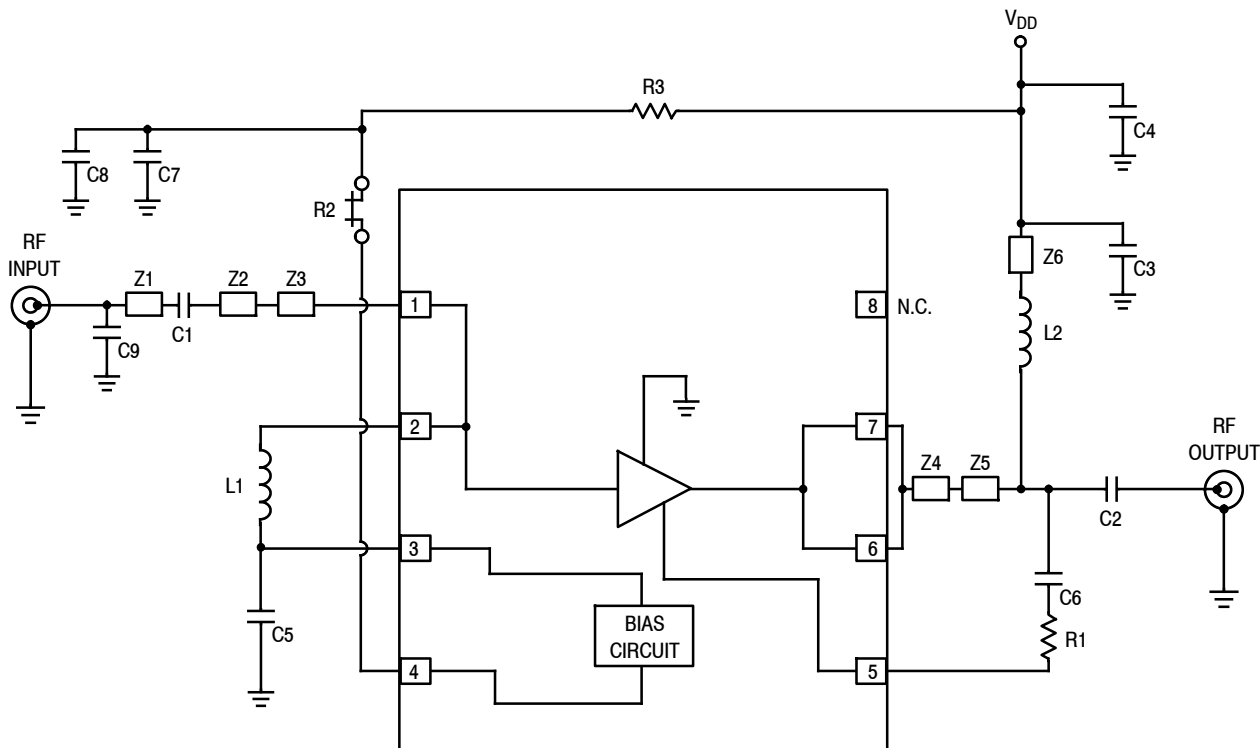 V_DD
R3
C4
C8
C7
R2
RF
INPUT
Z1
Z2
Z3
C1
C9
1
8
N.C.
Z6
C3
L2
2
7
RF
OUTPUT
L1
Z4
Z5
C2
3
6
C6
C5
BIAS
CIRCUIT
R1
4
5